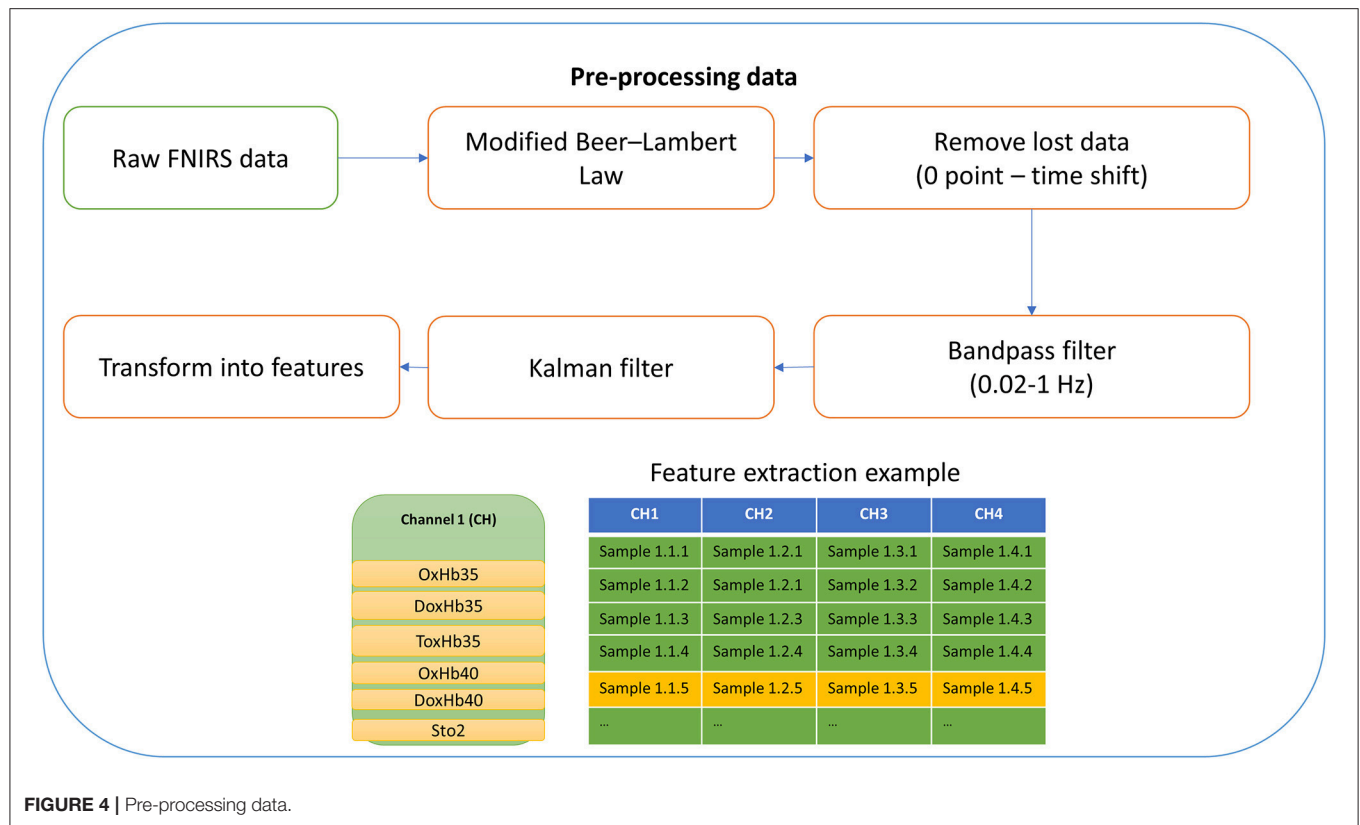 Pre-processing data
Raw FNIRS data
Modified Beer–Lambert
Law
Remove lost data
(0 point – time shift)
Transform into features
Kalman filter
Bandpass filter
(0.02-1 Hz)
Feature extraction example
Channel 1 (CH)
OxHb35
DoxHb35
ToxHb35
OxHb40
DoxHb40
Sto2
CH1 CH2 CH3 CH4
Sample 1.1.1 Sample 1.2.1 Sample 1.3.1 Sample 1.4.1
Sample 1.1.2 Sample 1.2.1 Sample 1.3.2 Sample 1.4.2
Sample 1.1.3 Sample 1.2.3 Sample 1.3.3 Sample 1.4.3
Sample 1.1.4 Sample 1.2.4 Sample 1.3.4 Sample 1.4.4
Sample 1.1.5 Sample 1.2.5 Sample 1.3.5 Sample 1.4.5
... ... ... ...
FIGURE 4 | Pre-processing data.